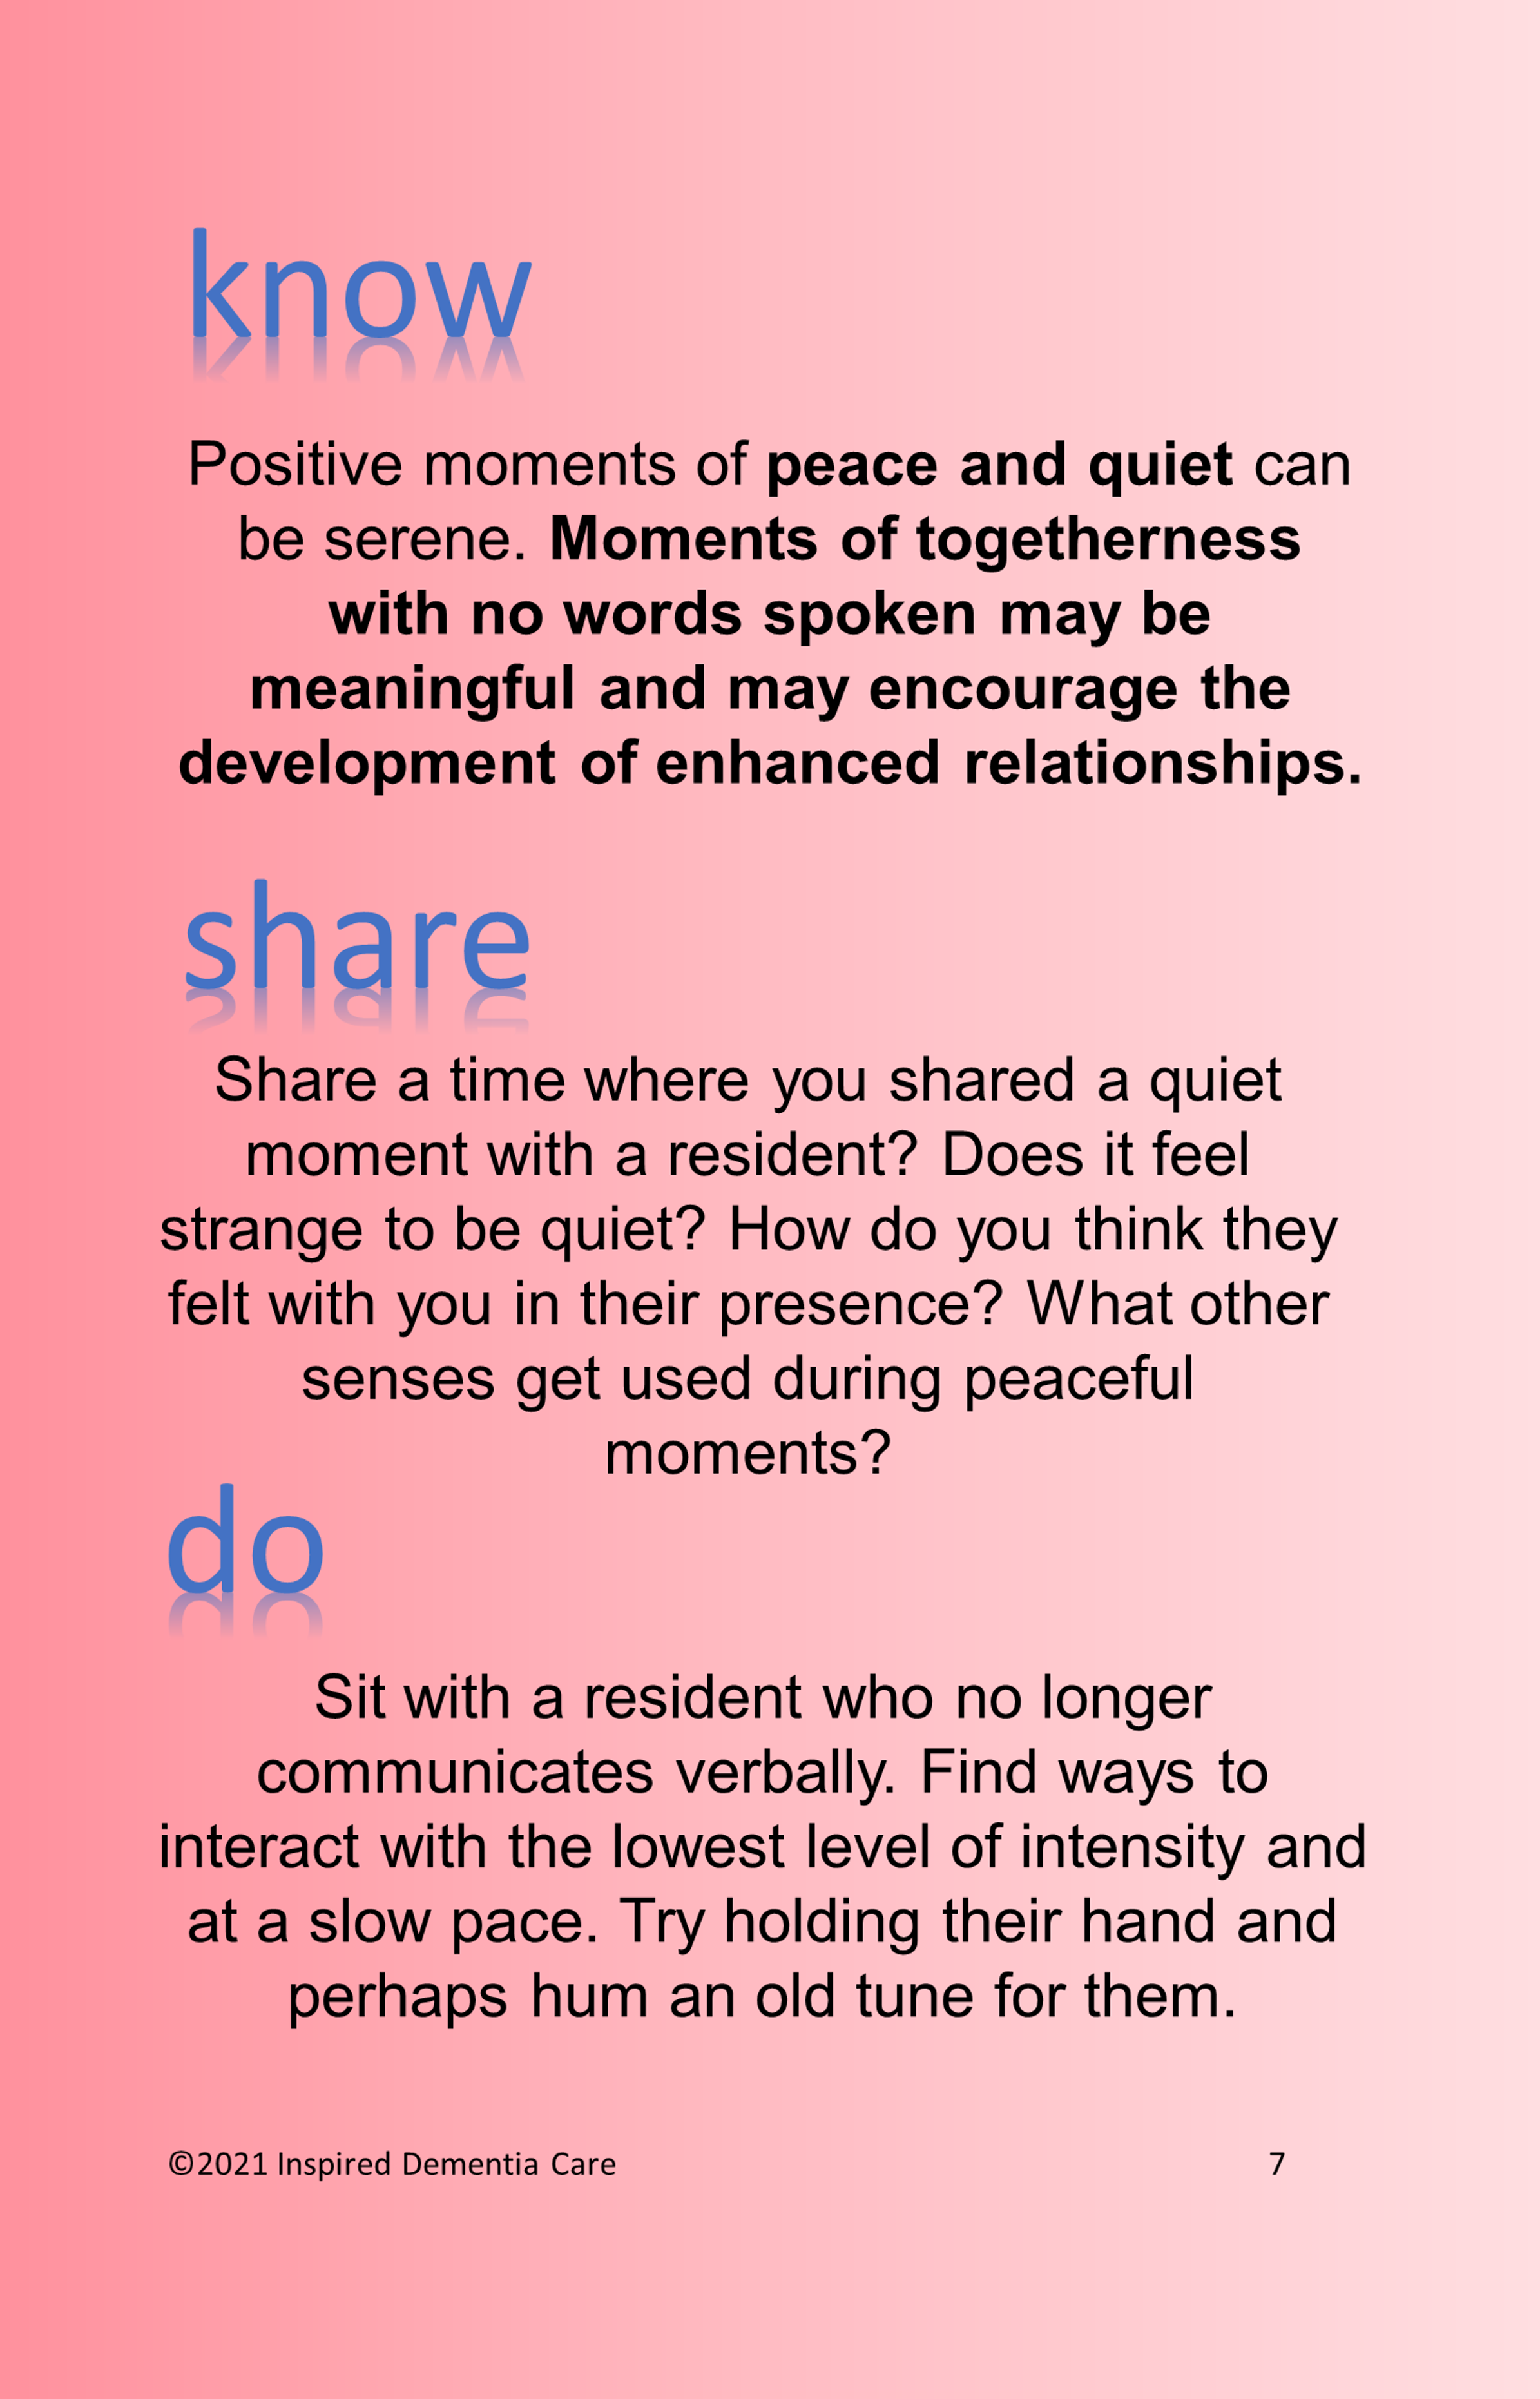 know
Positive moments of peace and quiet can
be serene. Moments of togetherness
with no words spoken may be
meaningful and may encourage the
development of enhanced relationships.
share
Share a time where you shared a quiet
moment with a resident? Does it feel
strange to be quiet? How do you think they
felt with you in their presence? What other
senses get used during peaceful
moments?
do
Sit with a resident who no longer
communicates verbally. Find ways to
interact with the lowest level of intensity and
at a slow pace. Try holding their hand and
perhaps hum an old tune for them.
©2021 Inspired Dementia Care 7